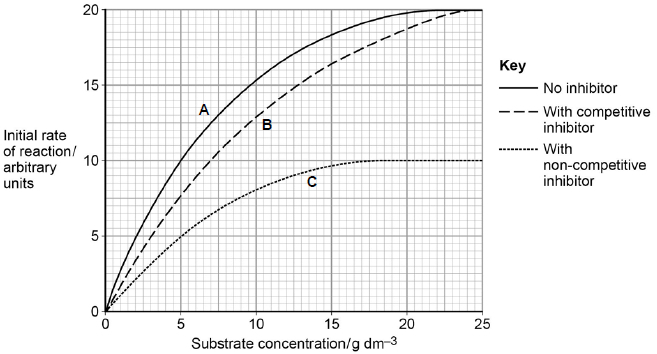 20
15
10
5
0
Initial rate
of reaction/
arbitrary
units
A
B
C
0 5 10 15 20 25
Substrate concentration/g dm–3
Key
No inhibitor
With competitive
inhibitor
With
non-competitive
inhibitor